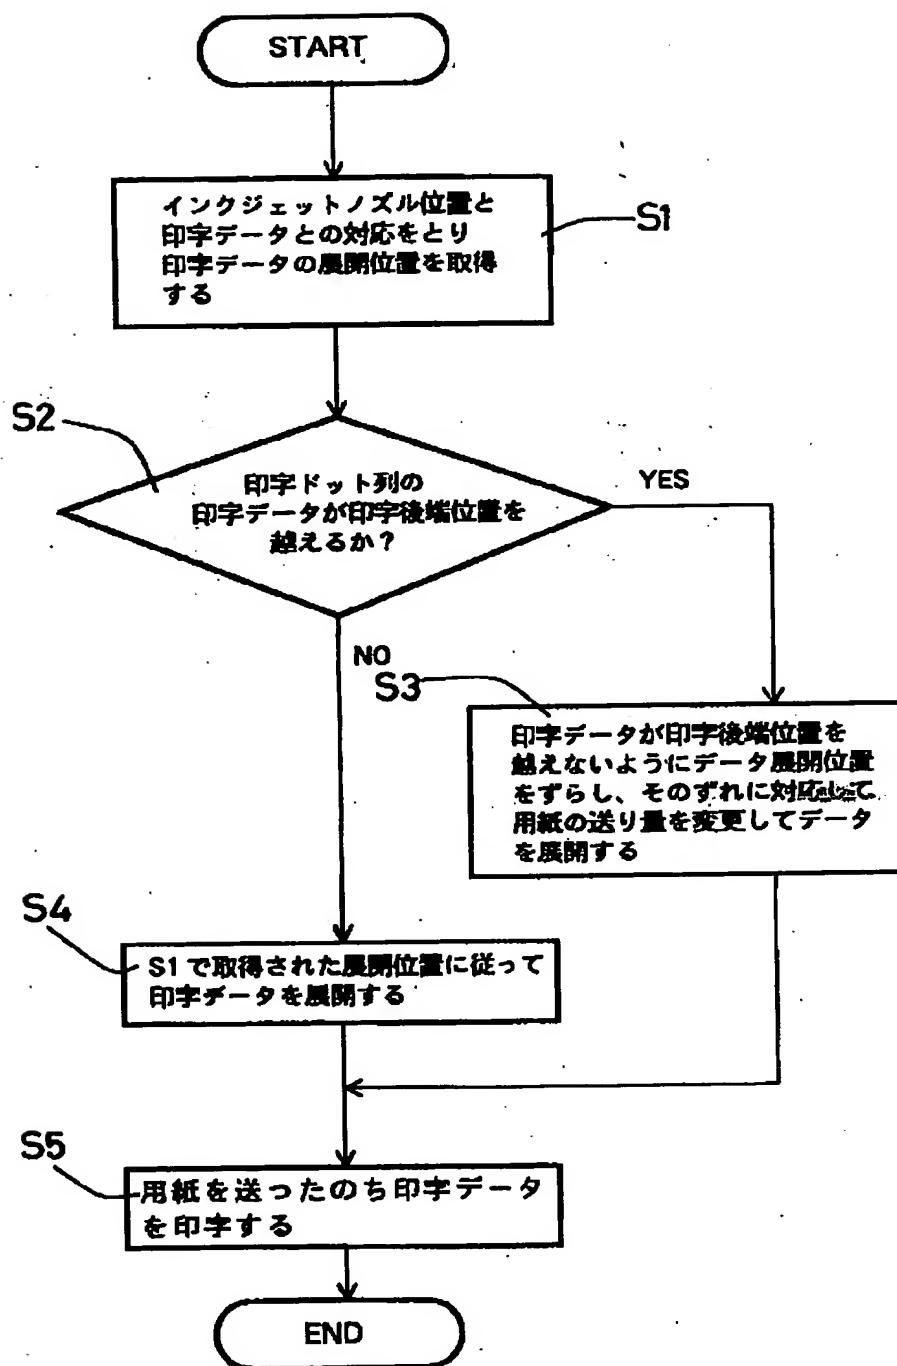 START
インクジェットノズル位置と
印字データとの対応をとり
印字データの展開位置を取得
する
S1
S2
印字ドット列の
印字データが印字後端位置を
越えるか？
YES
NO
S3
印字データが印字後端位置を
越えないようにデータ展開位置
をずらし、そのずれに対応して
用紙の送り量を変更してデータ
を展開する
S4
S1で取得された展開位置に従って
印字データを展開する
S5
用紙を送ったのち印字データ
を印字する
END